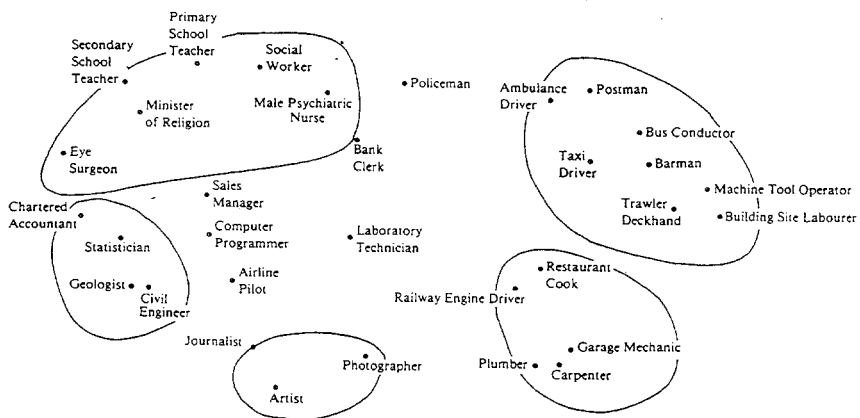 Primary
School
Teacher
Secondary
School
Teacher
Social
Worker
Policeman
Ambulance
Driver
Postman
Minister
of Religion
Male Psychiatric
Nurse
Bus Conductor
Eye
Surgeon
Bank
Clerk
Taxi
Driver
Barman
Sales
Manager
Machine Tool Operator
Chartered
Accountant
Trawler
Deckhand
Building Site Labourer
Statistician
Computer
Programmer
Laboratory
Technician
Geologist
Civil
Engineer
Airline
Pilot
Restaurant
Cook
Railway Engine Driver
Journalist
Photographer
Garage Mechanic
Plumber
Carpenter
Artist